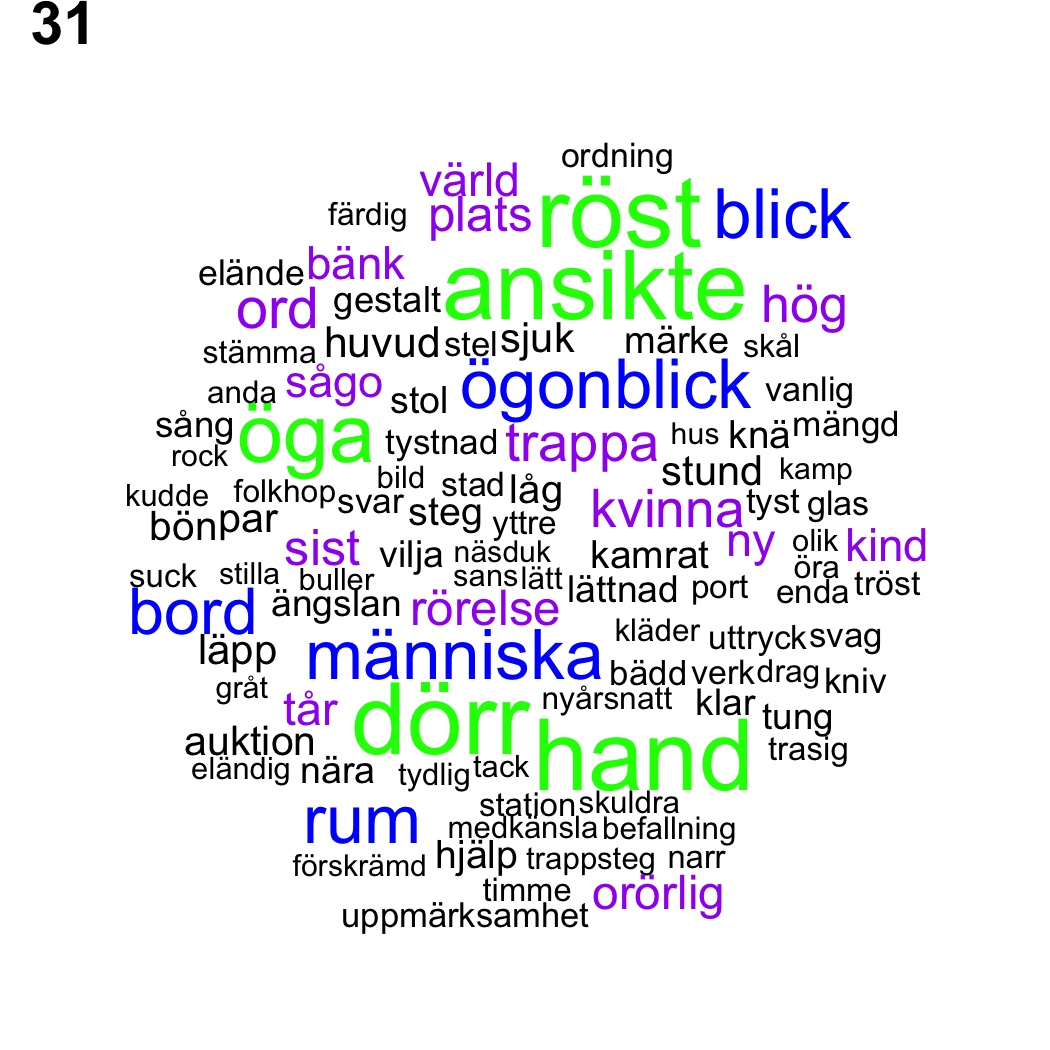 31
ordning
värld
färdig plats röst blick
elände bänk
ord gestalt ansikte hög
stämma huvud stel sjuk märke skål
anda sågo stol ögonblick vanlig
sång öga tystnad trappa hus knä mängd
rock bild stund kamp
kudde folkhop svar stad låg kvinna tyst glas
bön par steg yttre
sist vilja näsduk kamrat ny olik kind
suck stilla buller sans lätt öra
bord ängslan rörelse lättnad port enda tröst
läpp människa kläder uttryck svag
gråt bädd verk drag kniv
tår dörr nyårsnatt klar tung
auktion hand trasig
eländig nära tydlig tack
rum station skuldra
medkänsla befallning
förskrämd hjälp trappsteg narr
timme orörlig
uppmärksamhet